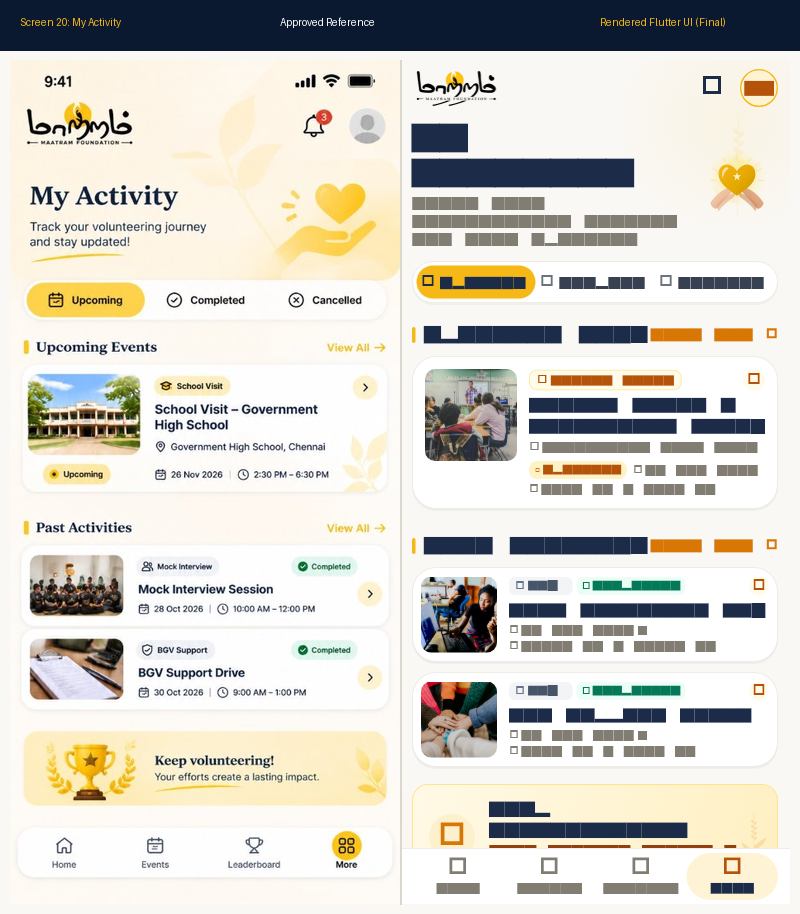 Screen 20: My Activity
Approved Reference
Rendered Flutter UI (Final)
9:41
மாற்றம்
MAATRAM FOUNDATION
3
My Activity
Track your volunteering journey
and stay updated!
Upcoming
Completed
Cancelled
Upcoming Events
View All →
School Visit
School Visit – Government
High School
Government High School, Chennai
Upcoming
26 Nov 2026 | 2:30 PM – 6:30 PM
Past Activities
View All →
Mock Interview
Completed
Mock Interview Session
28 Oct 2026 | 10:00 AM – 12:00 PM
BGV Support
Completed
BGV Support Drive
30 Oct 2026 | 9:00 AM – 1:00 PM
Keep volunteering!
Your efforts create a lasting impact.
Home
Events
Leaderboard
More
மாற்றம்
MAATRAM FOUNDATION